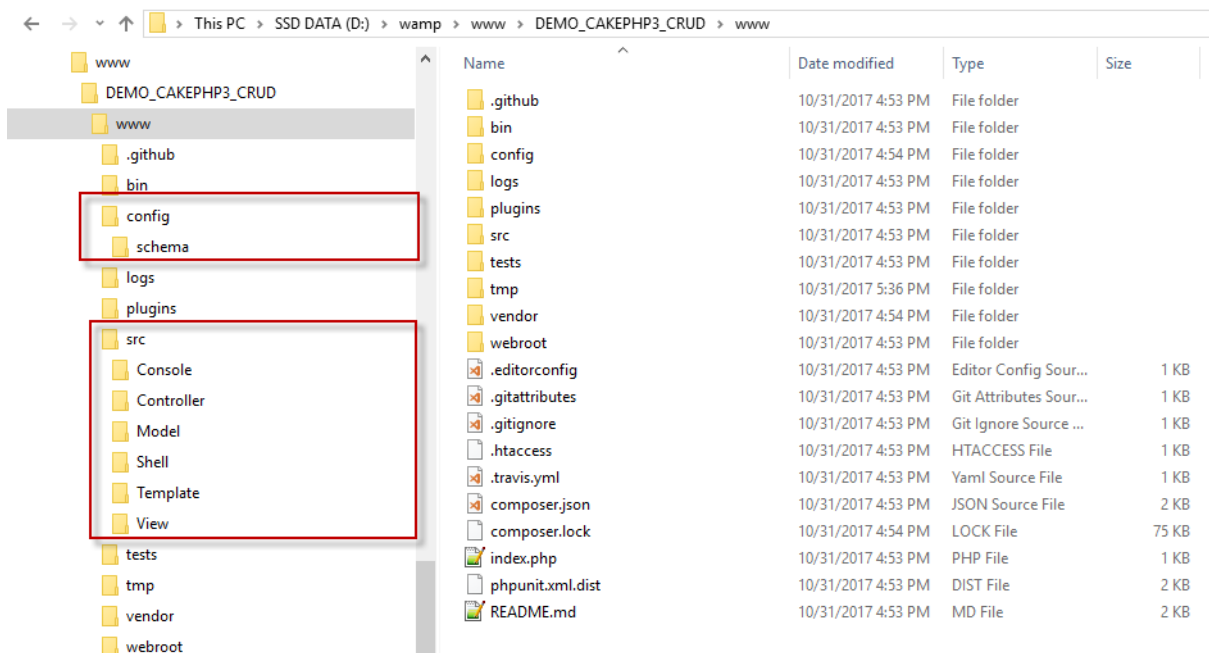 This PC > SSD DATA (D:) > wamp > www > DEMO_CAKEPHP3_CRUD > www
www
DEMO_CAKEPHP3_CRUD
www
.github
bin
config
schema
logs
plugins
src
Console
Controller
Model
Shell
Template
View
tests
tmp
vendor
webroot
Name Date modified Type Size
.github 10/31/2017 4:53 PM File folder
bin 10/31/2017 4:53 PM File folder
config 10/31/2017 4:54 PM File folder
logs 10/31/2017 4:53 PM File folder
plugins 10/31/2017 4:53 PM File folder
src 10/31/2017 4:53 PM File folder
tests 10/31/2017 4:53 PM File folder
tmp 10/31/2017 5:36 PM File folder
vendor 10/31/2017 4:54 PM File folder
webroot 10/31/2017 4:53 PM File folder
.editorconfig 10/31/2017 4:53 PM Editor Config Sour... 1 KB
.gitattributes 10/31/2017 4:53 PM Git Attributes Sour... 1 KB
.gitignore 10/31/2017 4:53 PM Git Ignore Source ... 1 KB
.htaccess 10/31/2017 4:53 PM HTACCESS File 1 KB
.travis.yml 10/31/2017 4:53 PM Yaml Source File 1 KB
composer.json 10/31/2017 4:53 PM JSON Source File 2 KB
composer.lock 10/31/2017 4:54 PM LOCK File 75 KB
index.php 10/31/2017 4:53 PM PHP File 1 KB
phpunit.xml.dist 10/31/2017 4:53 PM DIST File 2 KB
README.md 10/31/2017 4:53 PM MD File 2 KB